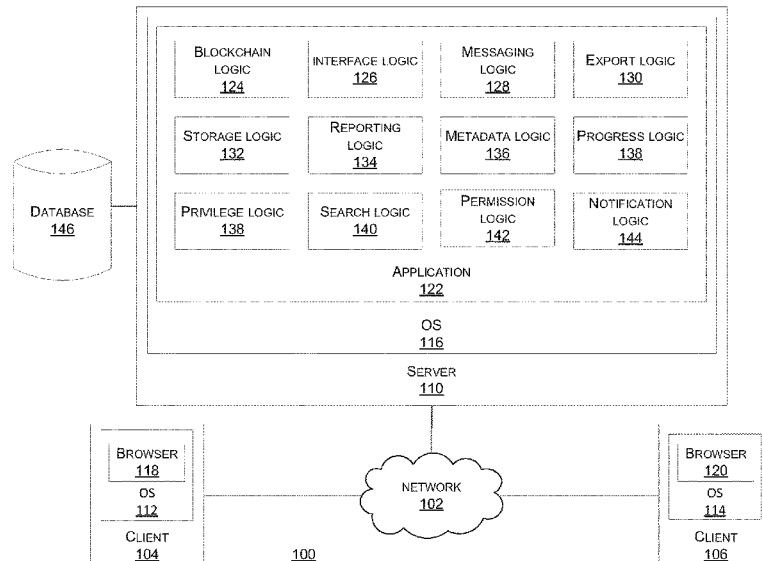 BLOCKCHAIN
LOGIC
124
INTERFACE LOGIC
126
MESSAGING
LOGIC
128
EXPORT LOGIC
130
STORAGE LOGIC
132
REPORTING
LOGIC
134
METADATA LOGIC
136
PROGRESS LOGIC
138
DATABASE
146
PRIVILEGE LOGIC
138
SEARCH LOGIC
140
PERMISSION
LOGIC
142
NOTIFICATION
LOGIC
144
APPLICATION
122
OS
116
SERVER
110
BROWSER
118
OS
112
CLIENT
104
NETWORK
102
BROWSER
120
OS
114
CLIENT
106
100